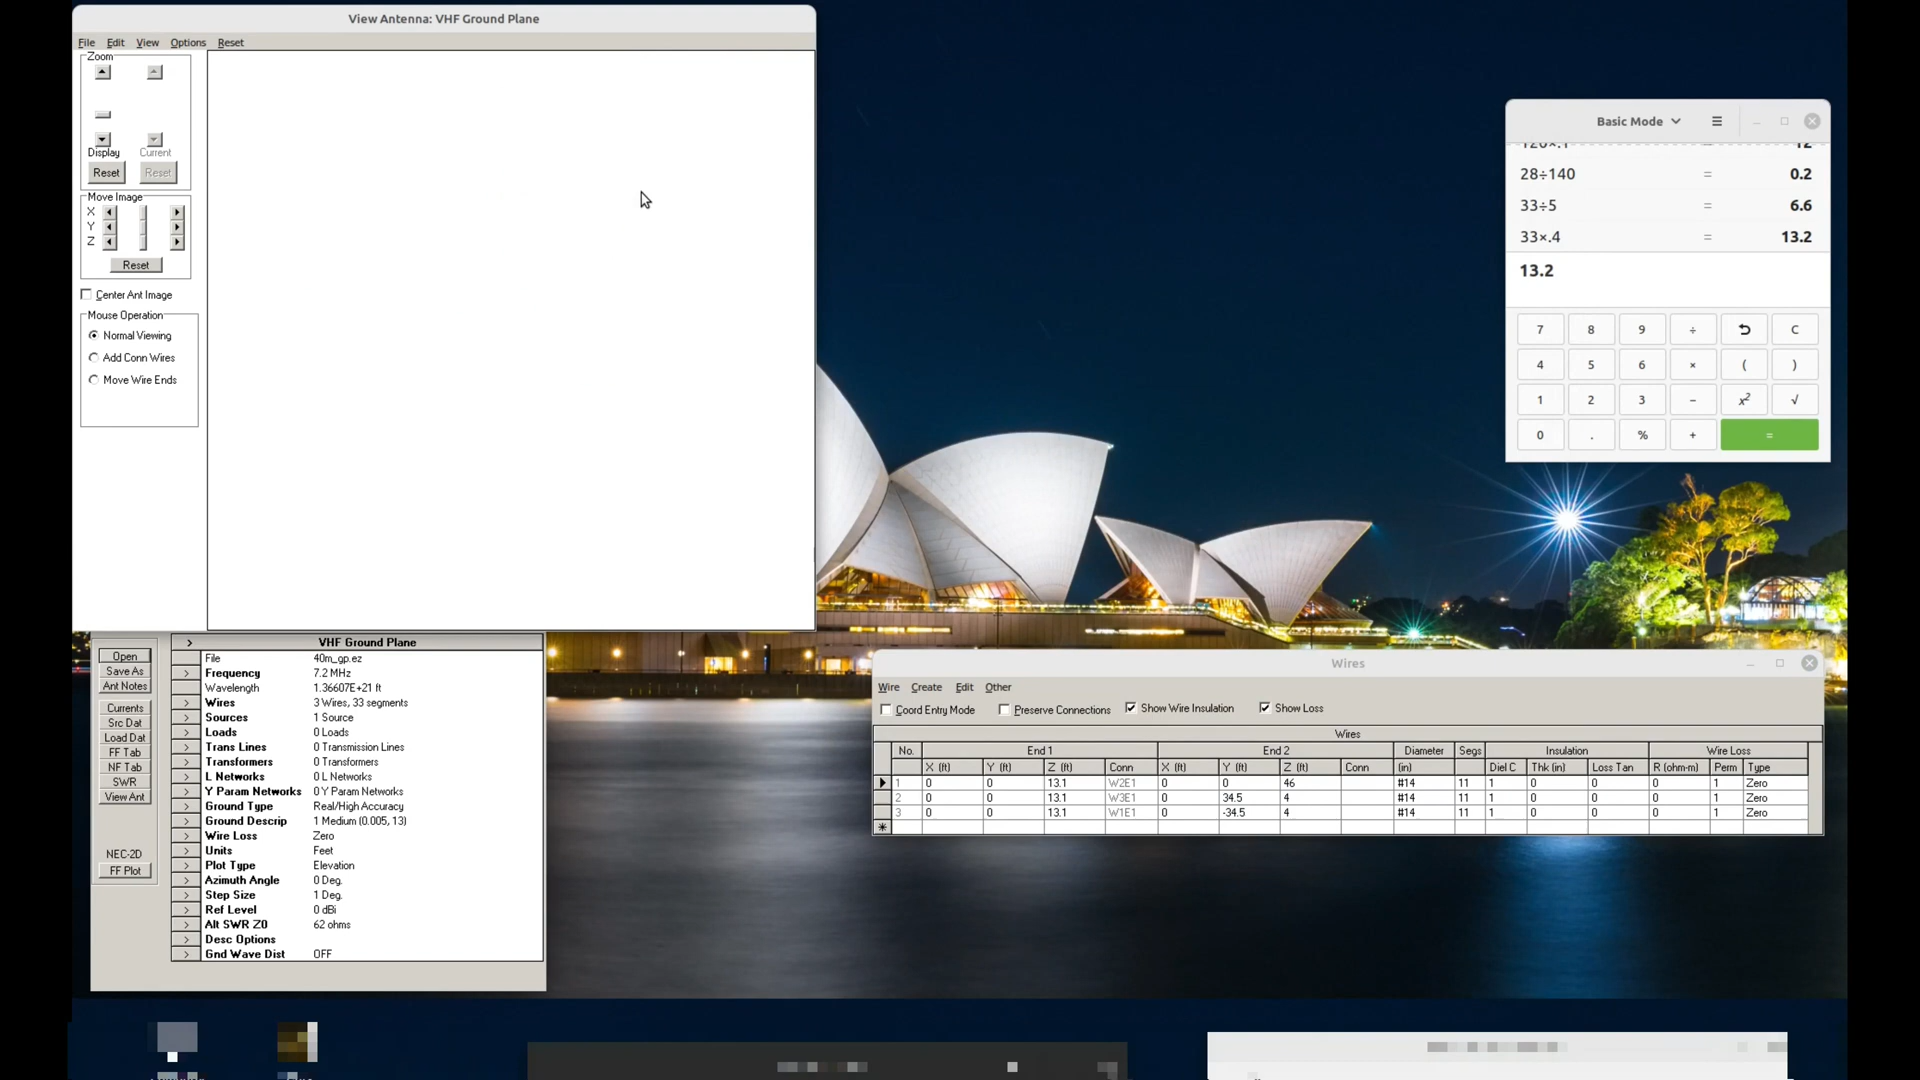 View Antenna: VHF Ground Plane
File Edit View Options Reset
Zoom
Display Current
Reset Reset
Move Image
X
Y
Z
Reset
Center Ant Image
Mouse Operation
Normal Viewing
Add Conn Wires
Move Wire Ends
Basic Mode
120×.1 = 12
28÷140 = 0.2
33÷5 = 6.6
33×.4 = 13.2
13.2
7 8 9 ÷ C
4 5 6 × ( )
1 2 3 − x² √
0 . % + =
Open
Save As
Ant Notes
Currents
Src Dat
Load Dat
FF Tab
NF Tab
SWR
View Ant
NEC-2D
FF Plot
> VHF Ground Plane
File 40m_gp.ez
> Frequency 7.2 MHz
Wavelength 1.36607E+21 ft
> Wires 3 Wires, 33 segments
> Sources 1 Source
> Loads 0 Loads
> Trans Lines 0 Transmission Lines
> Transformers 0 Transformers
> L Networks 0 L Networks
> Y Param Networks 0 Y Param Networks
> Ground Type Real/High Accuracy
> Ground Descrip 1 Medium (0.005, 13)
> Wire Loss Zero
> Units Feet
> Plot Type Elevation
> Azimuth Angle 0 Deg.
> Step Size 1 Deg.
> Ref Level 0 dBi
> Alt SWR Z0 62 ohms
> Desc Options
> Gnd Wave Dist OFF
Wires
Wire Create Edit Other
Coord Entry Mode Preserve Connections Show Wire Insulation Show Loss
Wires
No. End 1 End 2 Diameter Segs Insulation Wire Loss
X (ft) Y (ft) Z (ft) Conn X (ft) Y (ft) Z (ft) Conn (in) Diel C Thk (in) Loss Tan R (ohm-m) Perm Type
1 0 0 13.1 W2E1 0 0 46 #14 11 1 0 0 0 1 Zero
2 0 0 13.1 W3E1 0 34.5 4 #14 11 1 0 0 0 1 Zero
3 0 0 13.1 W1E1 0 -34.5 4 #14 11 1 0 0 0 1 Zero